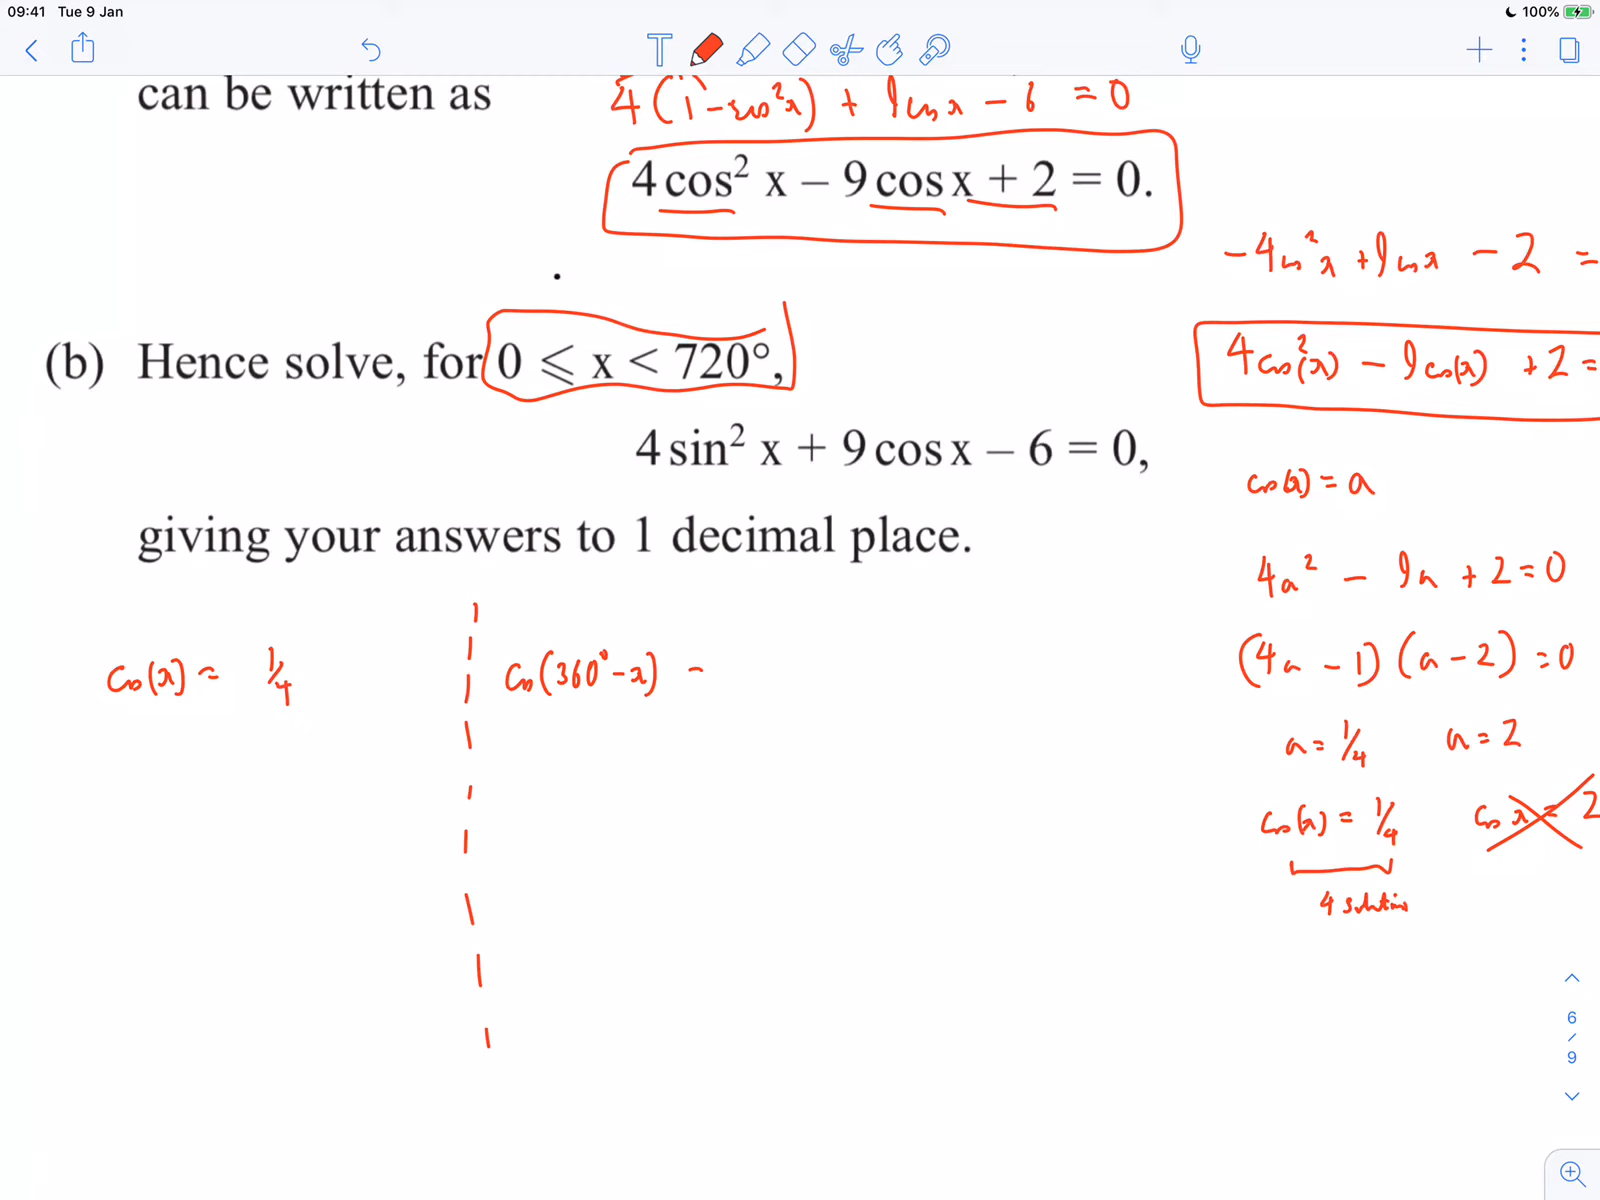 09:41 Tue 9 Jan
100%
T
can be written as
4(1-cos²x) + 9cosx - 6 = 0
4 cos² x – 9 cos x + 2 = 0.
-4cos²x + 9cosx - 2 =
(b) Hence solve, for 0 ⩽ x < 720°,
4cos²(x) - 9cos(x) + 2 =
4 sin² x + 9 cos x – 6 = 0,
cos(x) = a
giving your answers to 1 decimal place.
4a² - 9a + 2 = 0
cos(x) = 1/4
cos(360° - x) -
(4a - 1)(a - 2) = 0
a = 1/4 a = 2
cos(x) = 1/4 cos x = 2
4 solutions
6
/
9